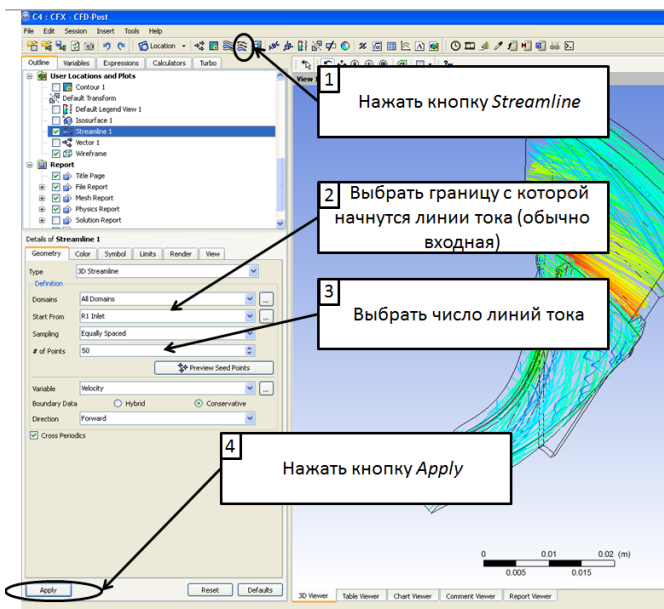 C4 : CFX - CFD-Post
File Edit Session Insert Tools Help
Location
Outline Variables Expressions Calculators Turbo
User Locations and Plots
Contour 1
Default Transform
Default Legend View 1
Isosurface 1
Streamline 1
Vector 1
Wireframe
Report
Title Page
File Report
Mesh Report
Physics Report
Solution Report
View 1
1
Нажать кнопку Streamline
2
Выбрать границу с которой
начнутся линии тока (обычно
входная)
3
Выбрать число линий тока
4
Нажать кнопку Apply
Details of Streamline 1
Geometry Color Symbol Limits Render View
Type 3D Streamline
Definition
Domains All Domains ...
Start From R1 Inlet ...
Sampling Equally Spaced
# of Points 50
Preview Seed Points
Variable Velocity ...
Boundary Data Hybrid Conservative
Direction Forward
Cross Periodics
Apply Reset Defaults
0 0.01 0.02 (m)
0.005 0.015
3D Viewer Table Viewer Chart Viewer Comment Viewer Report Viewer